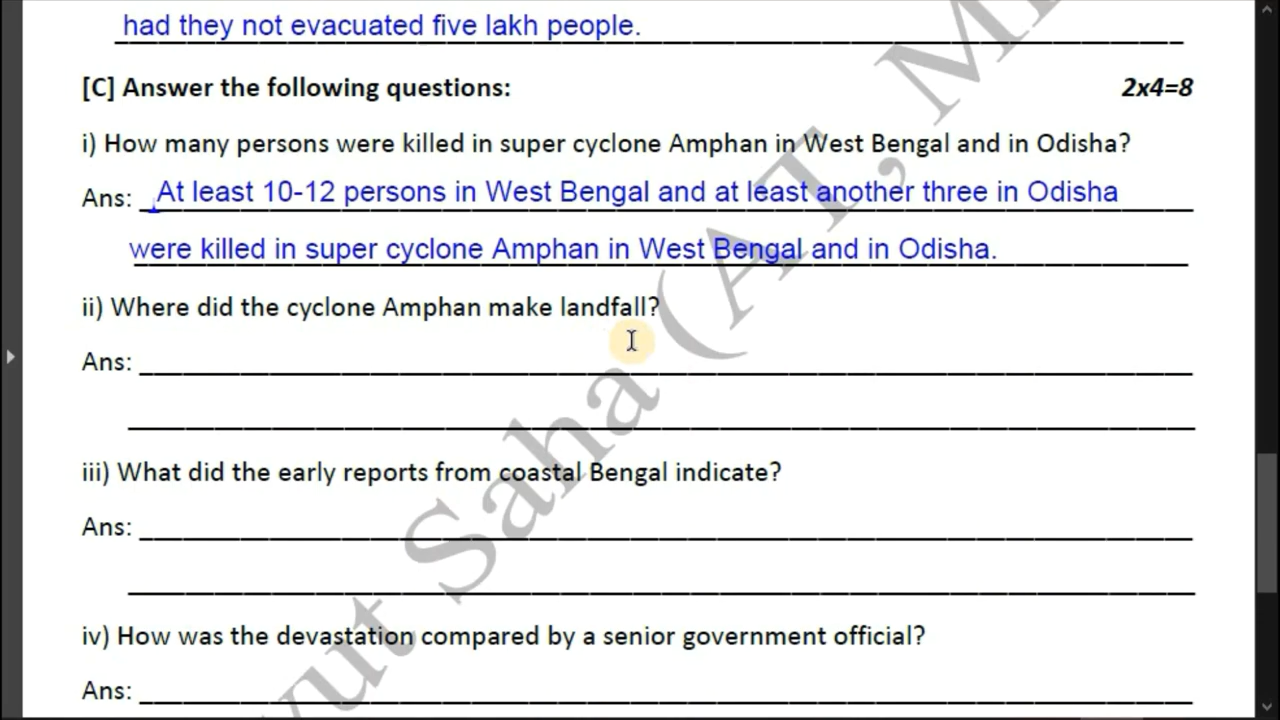 had they not evacuated five lakh people.
[C] Answer the following questions: 2x4=8
i) How many persons were killed in super cyclone Amphan in West Bengal and in Odisha?
Ans: At least 10-12 persons in West Bengal and at least another three in Odisha
were killed in super cyclone Amphan in West Bengal and in Odisha.
ii) Where did the cyclone Amphan make landfall?
Ans:
iii) What did the early reports from coastal Bengal indicate?
Ans:
iv) How was the devastation compared by a senior government official?
Ans:
Saha (AT,